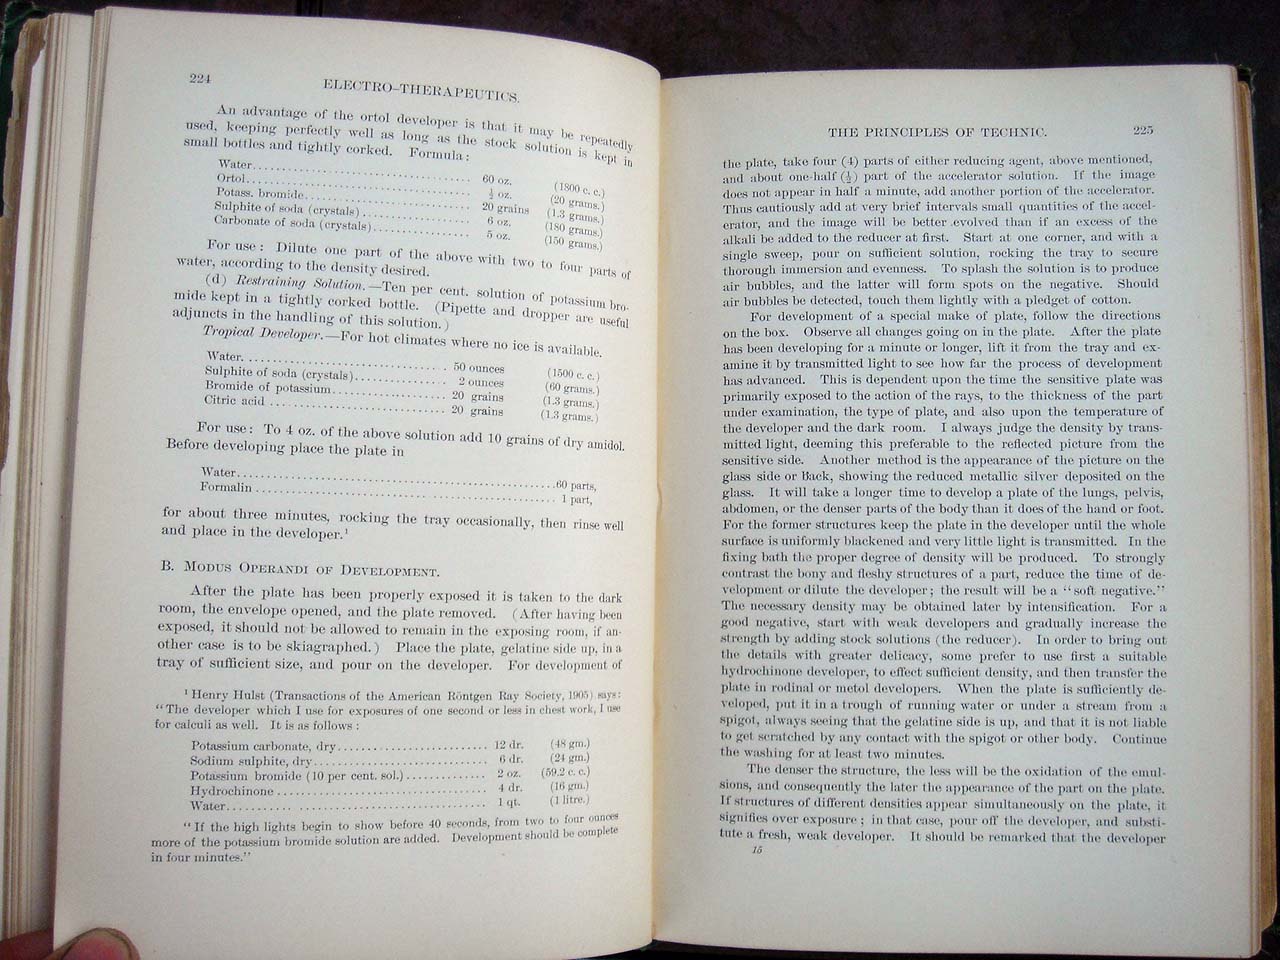 224
ELECTRO-THERAPEUTICS.
An advantage of the ortol developer is that it may be repeatedly
used, keeping perfectly well as long as the stock solution is kept in
small bottles and tightly corked. Formula:
Water........................................ 60 oz. (1800 c. c.)
Ortol........................................ ½ oz. (20 grams.)
Potass. bromide.............................. 20 grains (1.3 grams.)
Sulphite of soda (crystals).................. 6 oz. (180 grams.)
Carbonate of soda (crystals)................. 5 oz. (150 grams.)
For use: Dilute one part of the above with two to four parts of
water, according to the density desired.
(d) Restraining Solution.—Ten per cent. solution of potassium bro-
mide kept in a tightly corked bottle. (Pipette and dropper are useful
adjuncts in the handling of this solution.)
Tropical Developer.—For hot climates where no ice is available.
Water........................................ 50 ounces (1500 c. c.)
Sulphite of soda (crystals).................. 2 ounces (60 grams.)
Bromide of potassium......................... 20 grains (1.3 grams.)
Citric acid ................................. 20 grains (1.3 grams.)
For use: To 4 oz. of the above solution add 10 grains of dry amidol.
Before developing place the plate in
Water........................................60 parts,
Formalin .................................... 1 part,
for about three minutes, rocking the tray occasionally, then rinse well
and place in the developer.¹
B. MODUS OPERANDI OF DEVELOPMENT.
After the plate has been properly exposed it is taken to the dark
room, the envelope opened, and the plate removed. (After having been
exposed, it should not be allowed to remain in the exposing room, if an-
other case is to be skiagraphed.) Place the plate, gelatine side up, in a
tray of sufficient size, and pour on the developer. For development of
¹ Henry Hulst (Transactions of the American Röntgen Ray Society, 1905) says:
"The developer which I use for exposures of one second or less in chest work, I use
for calculi as well. It is as follows:
Potassium carbonate, dry..................... 12 dr. (48 gm.)
Sodium sulphite, dry......................... 6 dr. (24 gm.)
Potassium bromide (10 per cent. sol.)........ 2 oz. (59.2 c. c.)
Hydrochinone ................................ 4 dr. (16 gm.)
Water........................................ 1 qt. (1 litre.)
"If the high lights begin to show before 40 seconds, from two to four ounces
more of the potassium bromide solution are added. Development should be complete
in four minutes."
THE PRINCIPLES OF TECHNIC. 225
the plate, take four (4) parts of either reducing agent, above mentioned,
and about one-half (½) part of the accelerator solution. If the image
does not appear in half a minute, add another portion of the accelerator.
Thus cautiously add at very brief intervals small quantities of the accel-
erator, and the image will be better evolved than if an excess of the
alkali be added to the reducer at first. Start at one corner, and with a
single sweep, pour on sufficient solution, rocking the tray to secure
thorough immersion and evenness. To splash the solution is to produce
air bubbles, and the latter will form spots on the negative. Should
air bubbles be detected, touch them lightly with a pledget of cotton.
For development of a special make of plate, follow the directions
on the box. Observe all changes going on in the plate. After the plate
has been developing for a minute or longer, lift it from the tray and ex-
amine it by transmitted light to see how far the process of development
has advanced. This is dependent upon the time the sensitive plate was
primarily exposed to the action of the rays, to the thickness of the part
under examination, the type of plate, and also upon the temperature of
the developer and the dark room. I always judge the density by trans-
mitted light, deeming this preferable to the reflected picture from the
sensitive side. Another method is the appearance of the picture on the
glass side or back, showing the reduced metallic silver deposited on the
glass. It will take a longer time to develop a plate of the lungs, pelvis,
abdomen, or the denser parts of the body than it does of the hand or foot.
For the former structures keep the plate in the developer until the whole
surface is uniformly blackened and very little light is transmitted. In the
fixing bath the proper degree of density will be produced. To strongly
contrast the bony and fleshy structures of a part, reduce the time of de-
velopment or dilute the developer; the result will be a "soft negative."
The necessary density may be obtained later by intensification. For a
good negative, start with weak developers and gradually increase the
strength by adding stock solutions (the reducer). In order to bring out
the details with greater delicacy, some prefer to use first a suitable
hydrochinone developer, to effect sufficient density, and then transfer the
plate in rodinal or metol developers. When the plate is sufficiently de-
veloped, put it in a trough of running water or under a stream from a
spigot, always seeing that the gelatine side is up, and that it is not liable
to get scratched by any contact with the spigot or other body. Continue
the washing for at least two minutes.
The denser the structure, the less will be the oxidation of the emul-
sions, and consequently the later the appearance of the part on the plate.
If structures of different densities appear simultaneously on the plate, it
signifies over exposure; in that case, pour off the developer, and substi-
tute a fresh, weak developer. It should be remarked that the developer
15